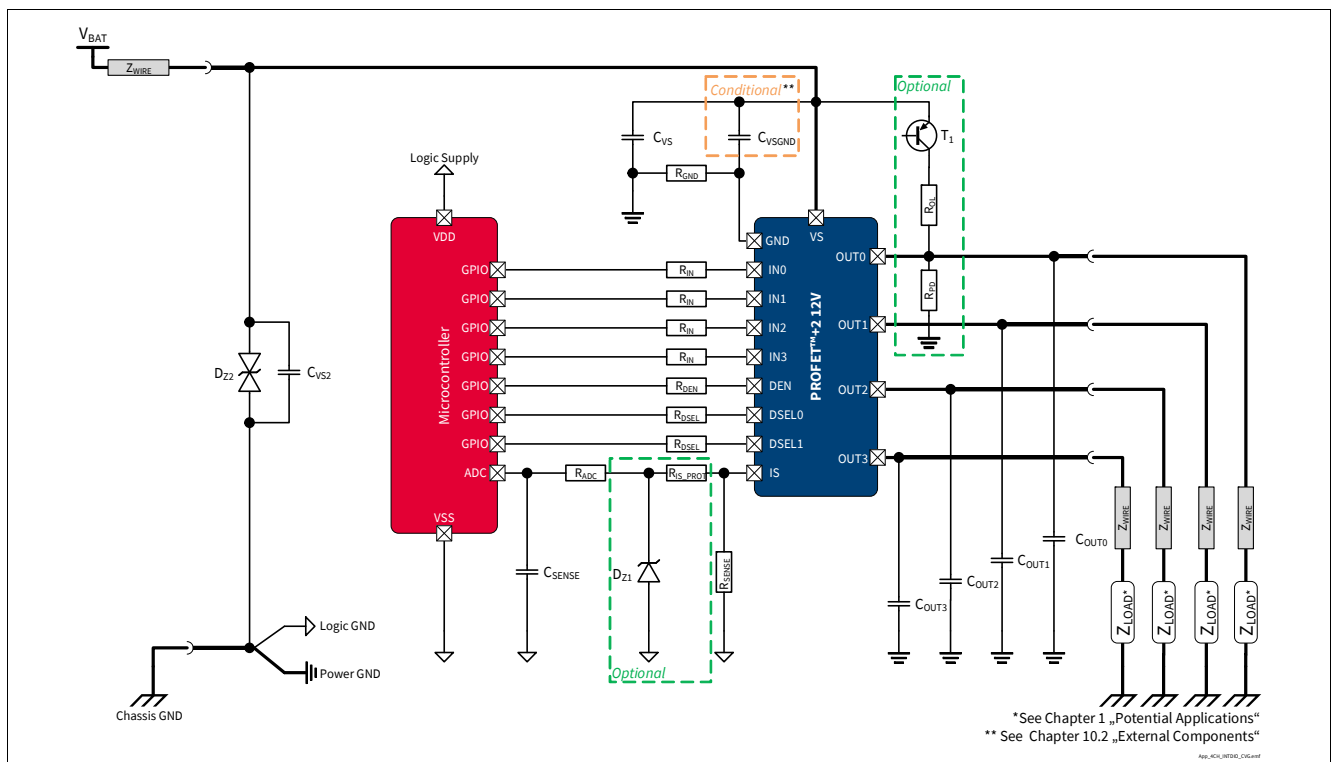 VBAT
ZWIRE
Conditional**
Optional
CVS
CVSGND
T1
Logic Supply
RGND
ROL
VDD
GND
VS
OUT0
GPIO
RIN
IN0
RPD
GPIO
RIN
IN1
OUT1
GPIO
RIN
IN2
GPIO
RIN
IN3
Microcontroller
PROFET™+2 12V
DZ2
CVS2
GPIO
RDEN
DEN
OUT2
GPIO
RDSEL
DSEL0
GPIO
RDSEL
DSEL1
OUT3
ADC
RADC
RIS_PROT
IS
VSS
ZWIRE
ZWIRE
ZWIRE
ZWIRE
COUT0
COUT1
CSENSE
DZ1
RSENSE
COUT2
COUT3
ZLOAD*
ZLOAD*
ZLOAD*
ZLOAD*
Logic GND
Power GND
Optional
Chassis GND
*See Chapter 1 „Potential Applications“
** See Chapter 10.2 „External Components“
App_4CH_INTDIO_CVG.emf